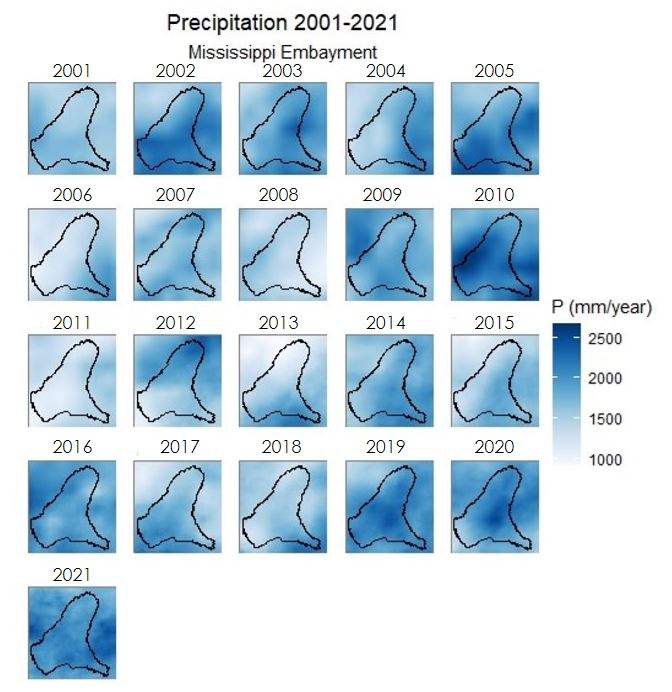 Precipitation 2001-2021
Mississippi Embayment
2001 2002 2003 2004 2005
2006 2007 2008 2009 2010
2011 2012 2013 2014 2015
2016 2017 2018 2019 2020
2021
P (mm/year)
2500
2000
1500
1000